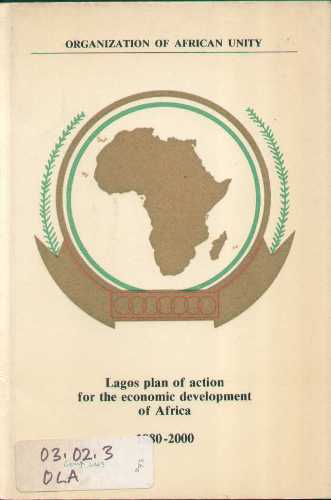 ORGANIZATION OF AFRICAN UNITY
Lagos plan of action
for the economic development
of Africa
1980-2000
03.02.3
OLA